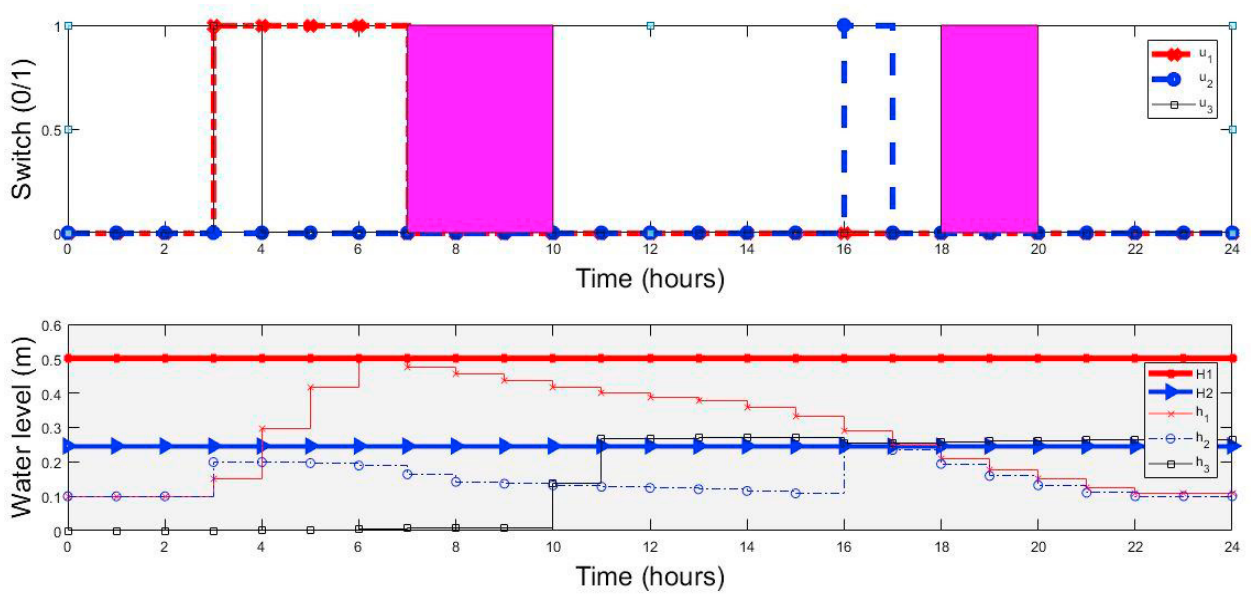 Switch (0/1)
1
0.5
0
u1
u2
u3
0 2 4 6 8 10 12 14 16 18 20 22 24
Time (hours)
Water level (m)
0.6
0.5
0.4
0.3
0.2
0.1
0
H1
H2
h1
h2
h3
0 2 4 6 8 10 12 14 16 18 20 22 24
Time (hours)